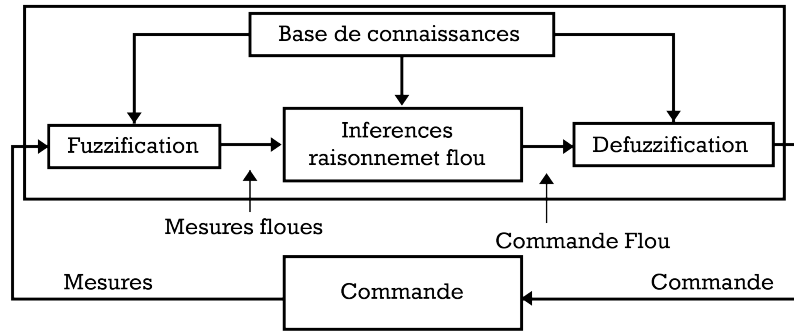 Base de connaissances
Fuzzification
Inferences
raisonnemet flou
Defuzzification
Mesures floues
Commande Flou
Mesures
Commande
Commande